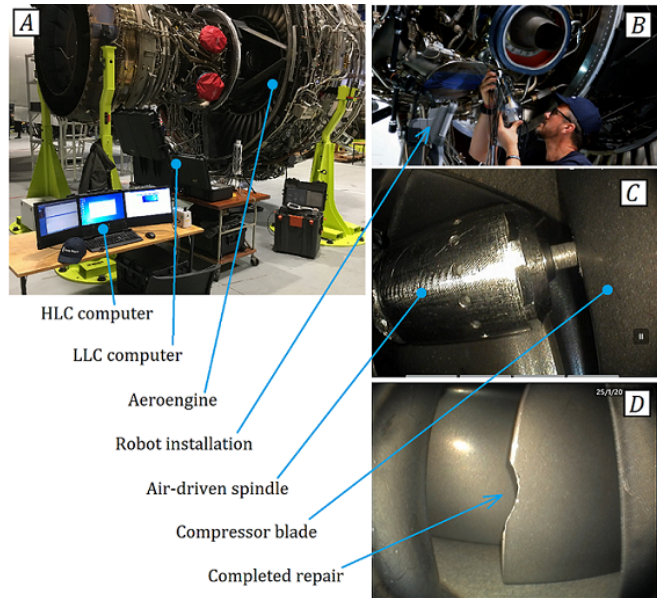 A
B
C
25/1/20
D
HLC computer
LLC computer
Aeroengine
Robot installation
Air-driven spindle
Compressor blade
Completed repair